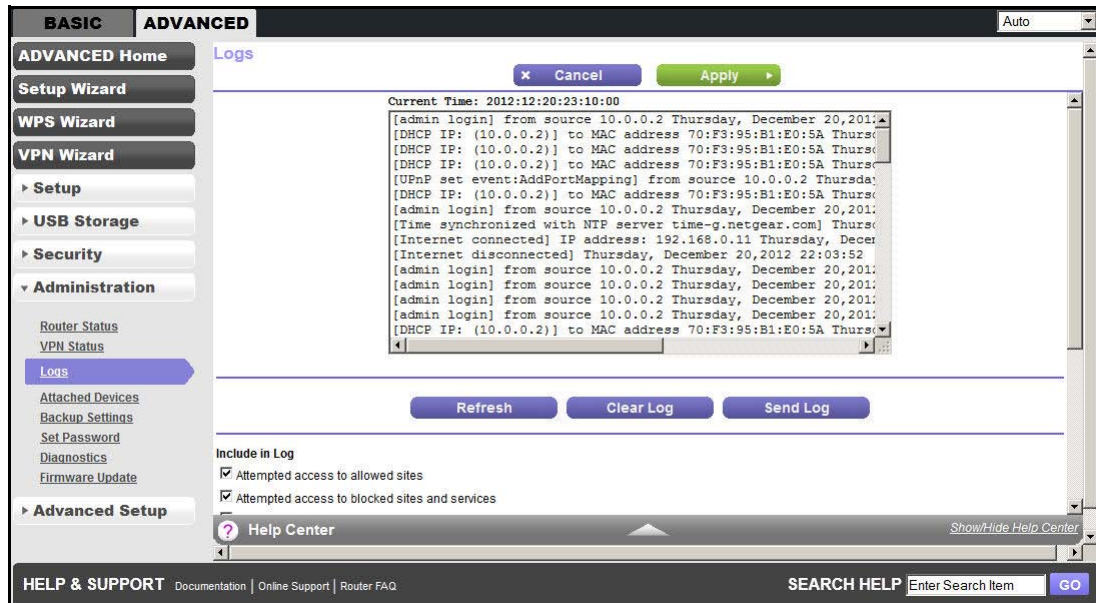 BASIC
ADVANCED
Auto
ADVANCED Home
Setup Wizard
WPS Wizard
VPN Wizard
Setup
USB Storage
Security
Administration
Router Status
VPN Status
Logs
Attached Devices
Backup Settings
Set Password
Diagnostics
Firmware Update
Advanced Setup
Logs
Cancel
Apply
Current Time: 2012:12:20:23:10:00
[admin login] from source 10.0.0.2 Thursday, December 20,2012
[DHCP IP: (10.0.0.2)] to MAC address 70:F3:95:B1:E0:5A Thurs
[DHCP IP: (10.0.0.2)] to MAC address 70:F3:95:B1:E0:5A Thurs
[DHCP IP: (10.0.0.2)] to MAC address 70:F3:95:B1:E0:5A Thurs
[UPnP set event:AddPortMapping] from source 10.0.0.2 Thursday
[DHCP IP: (10.0.0.2)] to MAC address 70:F3:95:B1:E0:5A Thurs
[admin login] from source 10.0.0.2 Thursday, December 20,201
[Time synchronized with NTP server time-g.netgear.com] Thurs
[Internet connected] IP address: 192.168.0.11 Thursday, Decem
[Internet disconnected] Thursday, December 20,2012 22:03:52
[admin login] from source 10.0.0.2 Thursday, December 20,201
[admin login] from source 10.0.0.2 Thursday, December 20,201
[admin login] from source 10.0.0.2 Thursday, December 20,201
[admin login] from source 10.0.0.2 Thursday, December 20,201
[DHCP IP: (10.0.0.2)] to MAC address 70:F3:95:B1:E0:5A Thurs
Refresh
Clear Log
Send Log
Include in Log
Attempted access to allowed sites
Attempted access to blocked sites and services
? Help Center
Show/Hide Help Center
HELP & SUPPORT Documentation | Online Support | Router FAQ
SEARCH HELP Enter Search Item GO